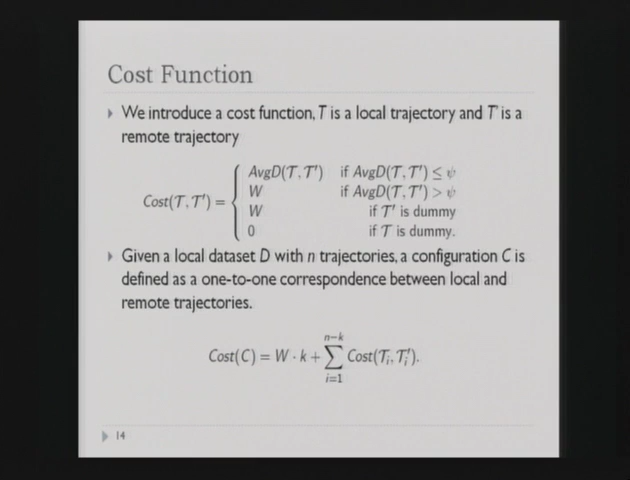 Cost Function
We introduce a cost function, T is a local trajectory and T' is a
remote trajectory
Cost(T, T') = { AvgD(T, T') if AvgD(T, T') ≤ ψ
W if AvgD(T, T') > ψ
W if T' is dummy
0 if T is dummy.
Given a local dataset D with n trajectories, a configuration C is
defined as a one-to-one correspondence between local and
remote trajectories.
Cost(C) = W · k + ∑_{i=1}^{n−k} Cost(T_i, T_i').
14